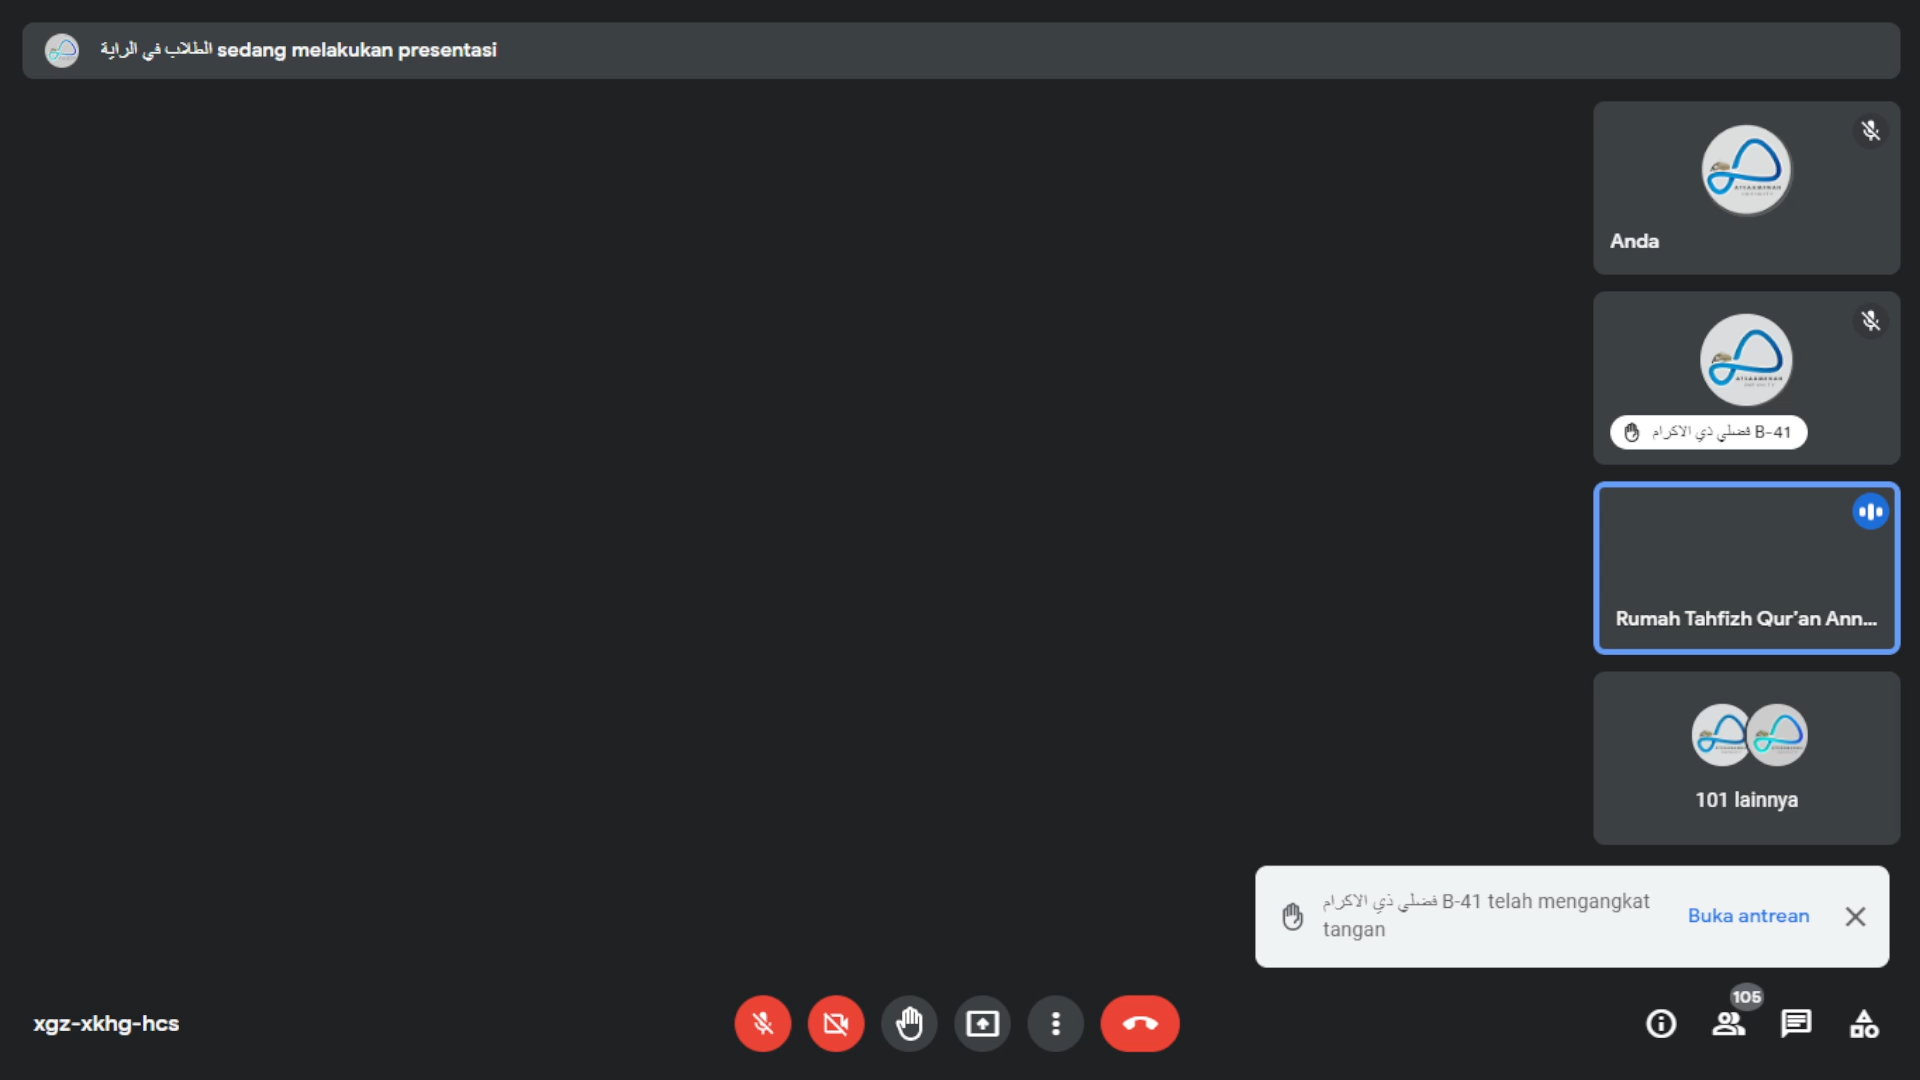 الطلاب في الراية sedang melakukan presentasi
Anda
فضلي ذي الاكرام B-41
Rumah Tahfizh Qur'an Ann...
101 lainnya
فضلي ذي الاكرام B-41 telah mengangkat
tangan
Buka antrean
xgz-xkhg-hcs
105